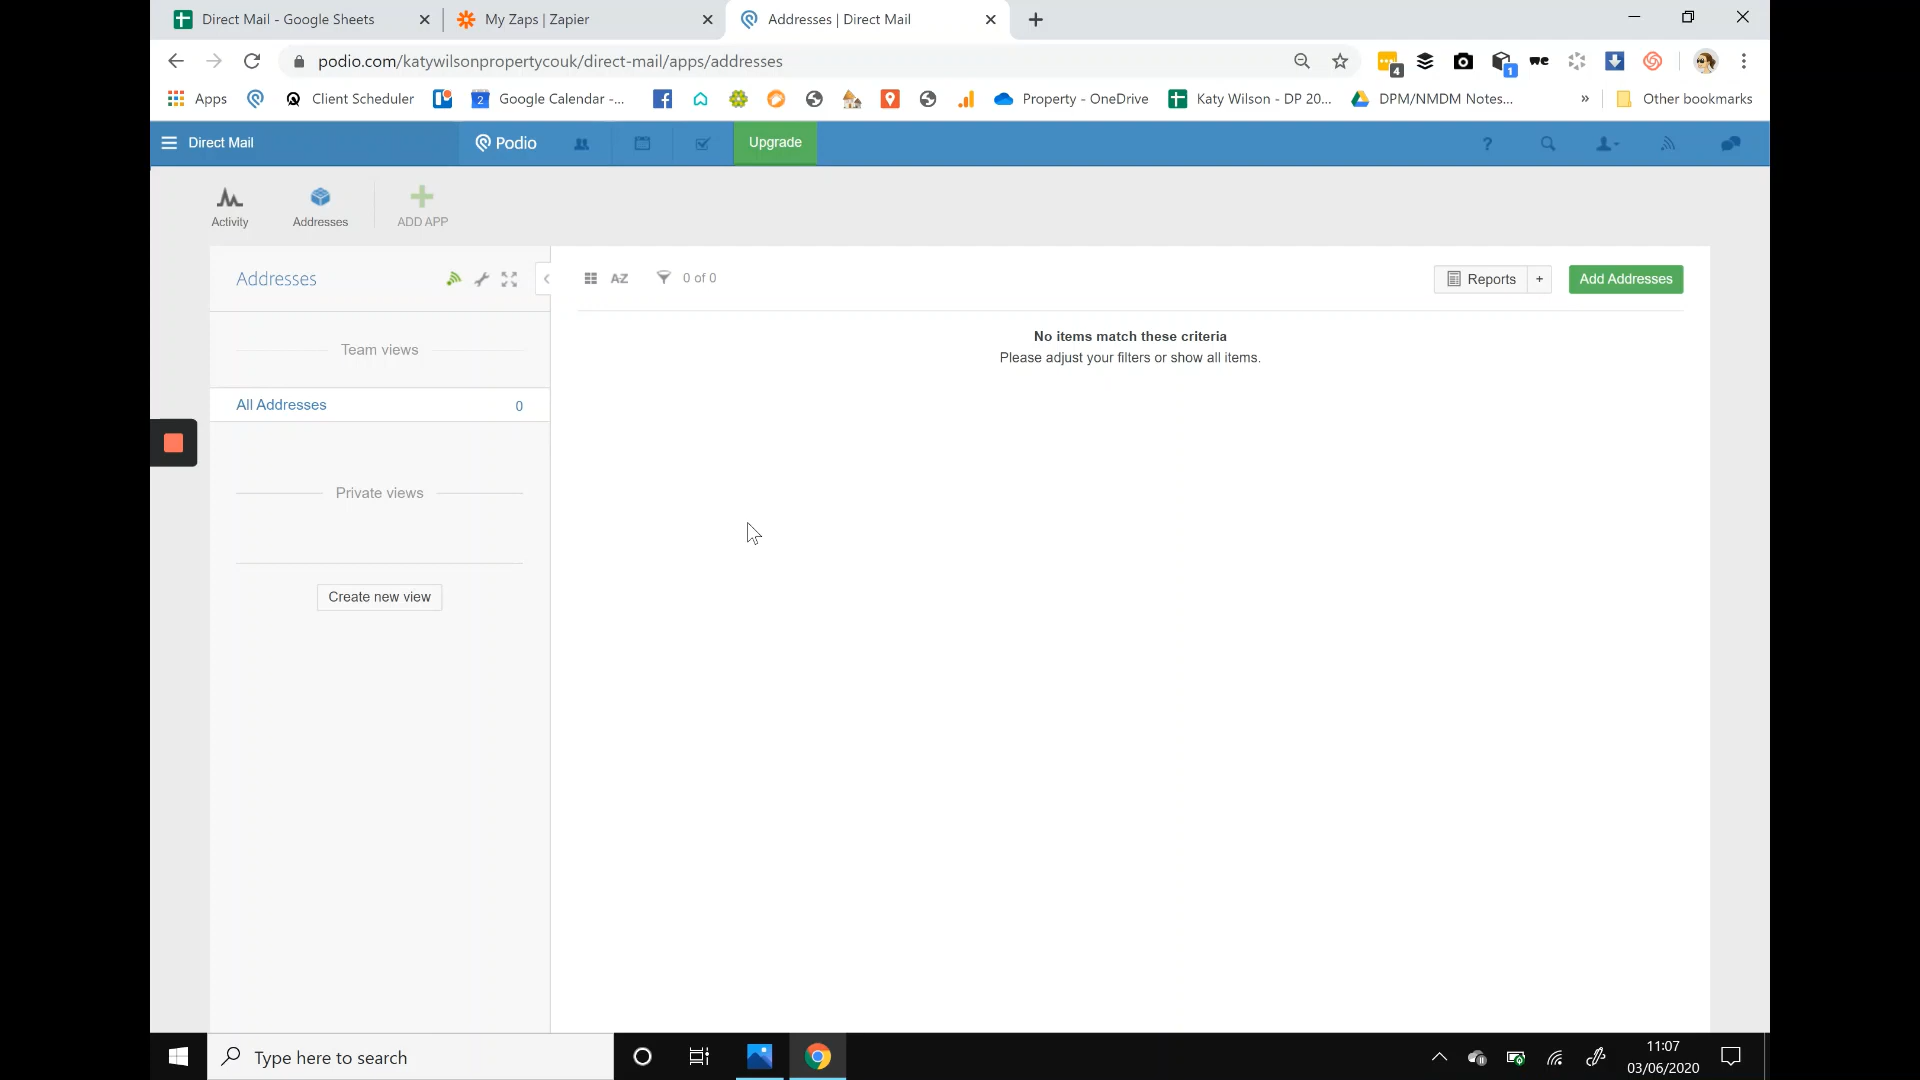 Direct Mail - Google Sheets
My Zaps | Zapier
Addresses | Direct Mail
podio.com/katywilsonpropertycouk/direct-mail/apps/addresses
4
1
Apps
Client Scheduler
2
Google Calendar -...
Property - OneDrive
Katy Wilson - DP 20...
DPM/NMDM Notes...
»
Other bookmarks
Direct Mail
Podio
Upgrade
?
Activity
Addresses
ADD APP
Addresses
A-Z
0 of 0
Reports
+
Add Addresses
Team views
No items match these criteria
Please adjust your filters or show all items.
All Addresses
0
Private views
Create new view
Type here to search
11:07
03/06/2020